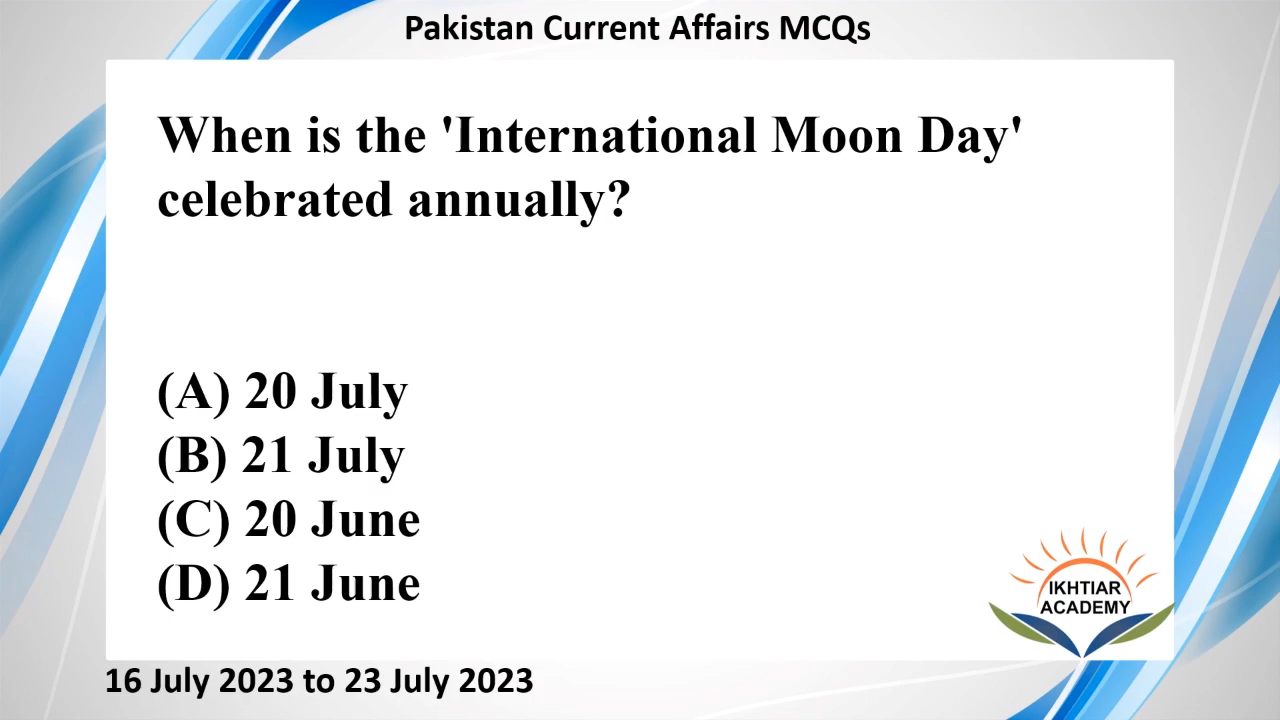 Pakistan Current Affairs MCQs
When is the 'International Moon Day'
celebrated annually?
(A) 20 July
(B) 21 July
(C) 20 June
(D) 21 June
IKHTIAR
ACADEMY
16 July 2023 to 23 July 2023